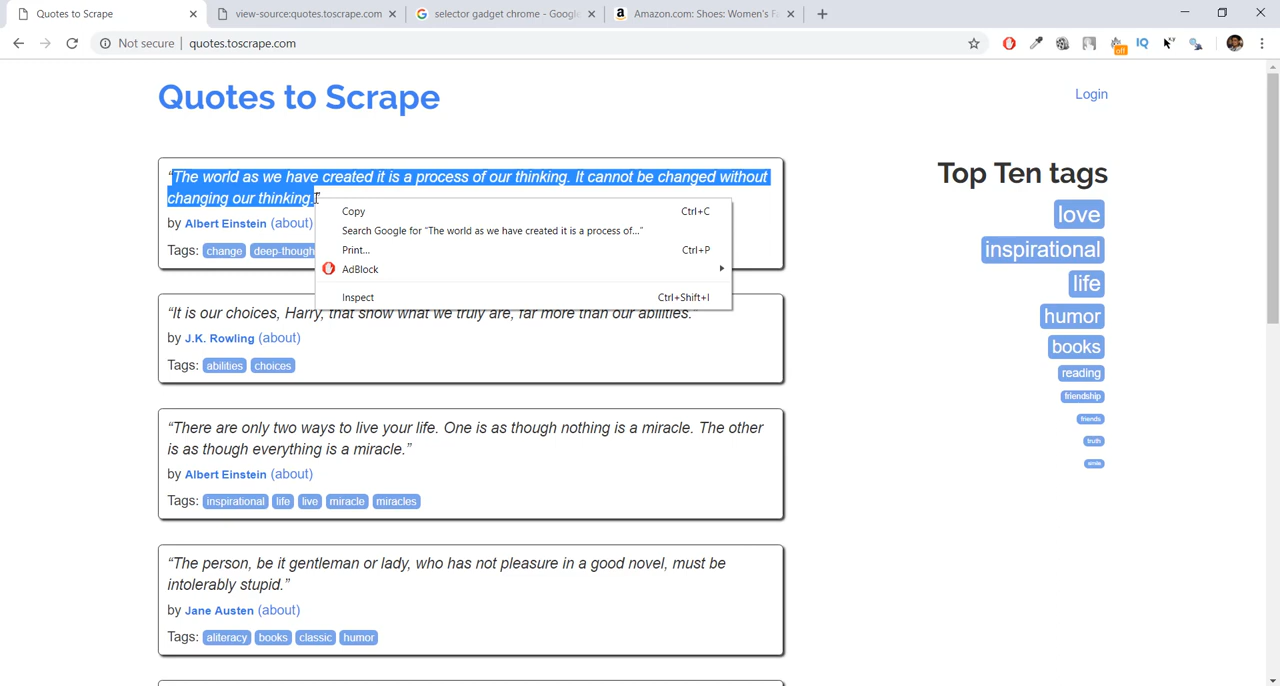 Quotes to Scrape
view-source:quotes.toscrape.com
selector gadget chrome - Google
Amazon.com: Shoes: Women's F
Not secure | quotes.toscrape.com
off
IQ
Quotes to Scrape
Login
“The world as we have created it is a process of our thinking. It cannot be changed without
changing our thinking.
by Albert Einstein (about)
Tags: change deep-though
Copy Ctrl+C
Search Google for “The world as we have created it is a process of...”
Print... Ctrl+P
AdBlock
Inspect Ctrl+Shift+I
“It is our choices, Harry, that show what we truly are, far more than our abilities.”
by J.K. Rowling (about)
Tags: abilities choices
“There are only two ways to live your life. One is as though nothing is a miracle. The other
is as though everything is a miracle.”
by Albert Einstein (about)
Tags: inspirational life live miracle miracles
“The person, be it gentleman or lady, who has not pleasure in a good novel, must be
intolerably stupid.”
by Jane Austen (about)
Tags: aliteracy books classic humor
Top Ten tags
love
inspirational
life
humor
books
reading
friendship
friends
truth
simile